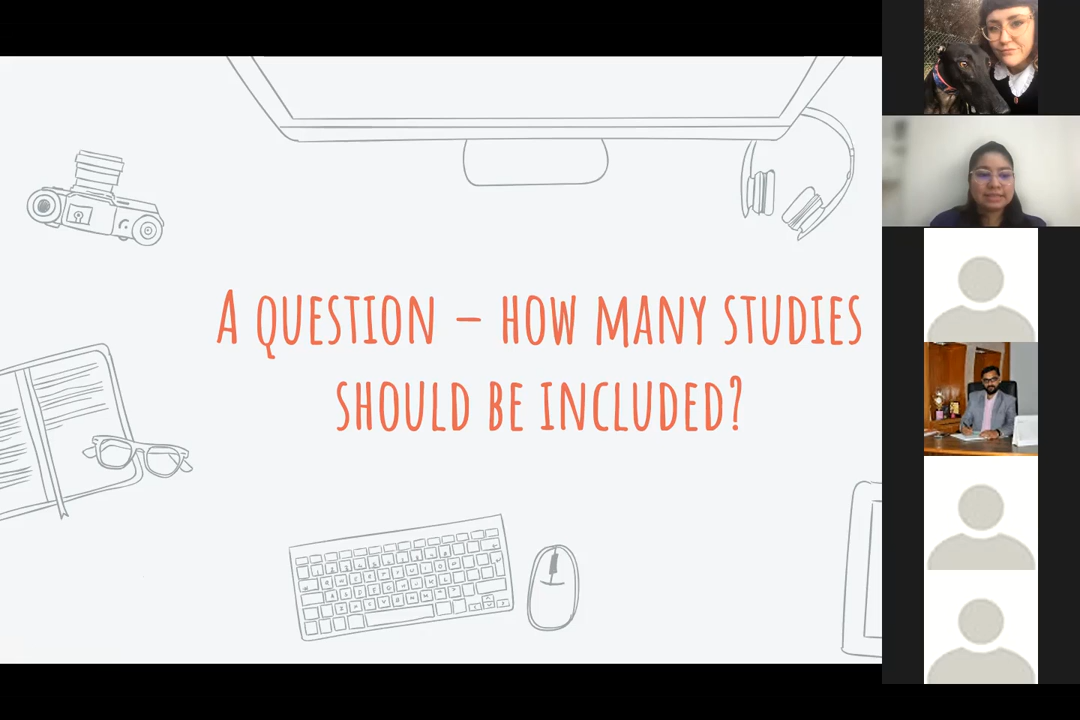 A QUESTION – HOW MANY STUDIES
SHOULD BE INCLUDED?